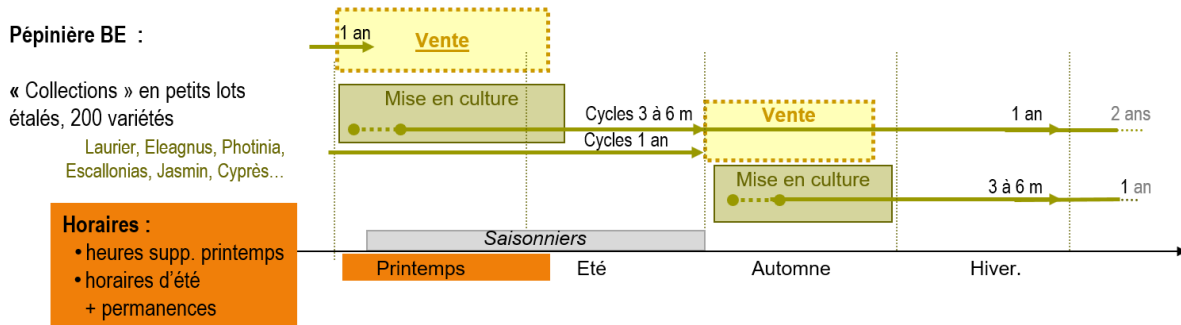 Pépinière BE :
1 an
Vente
« Collections » en petits lots
étalés, 200 variétés
Laurier, Eleagnus, Photinia,
Escallonias, Jasmin, Cyprès...
Mise en culture
Cycles 3 à 6 m
Vente
1 an
2 ans
Cycles 1 an
Mise en culture
3 à 6 m
1 an
Horaires :
• heures supp. printemps
• horaires d'été
+ permanences
Saisonniers
Printemps
Eté
Automne
Hiver.